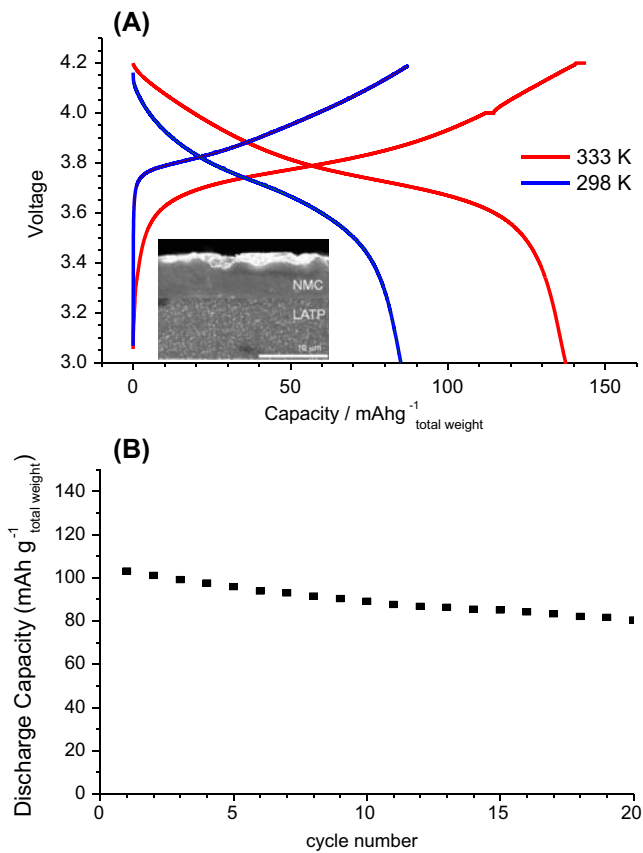 (A)
4.2
4.0
3.8
3.6
3.4
3.2
3.0
Voltage
333 K
298 K
NMC
LATP
10 µm
0 50 100 150
Capacity / mAhg⁻¹ total weight
(B)
140
120
100
80
60
40
20
0
Discharge Capacity (mAh g⁻¹ total weight)
0 5 10 15 20
cycle number